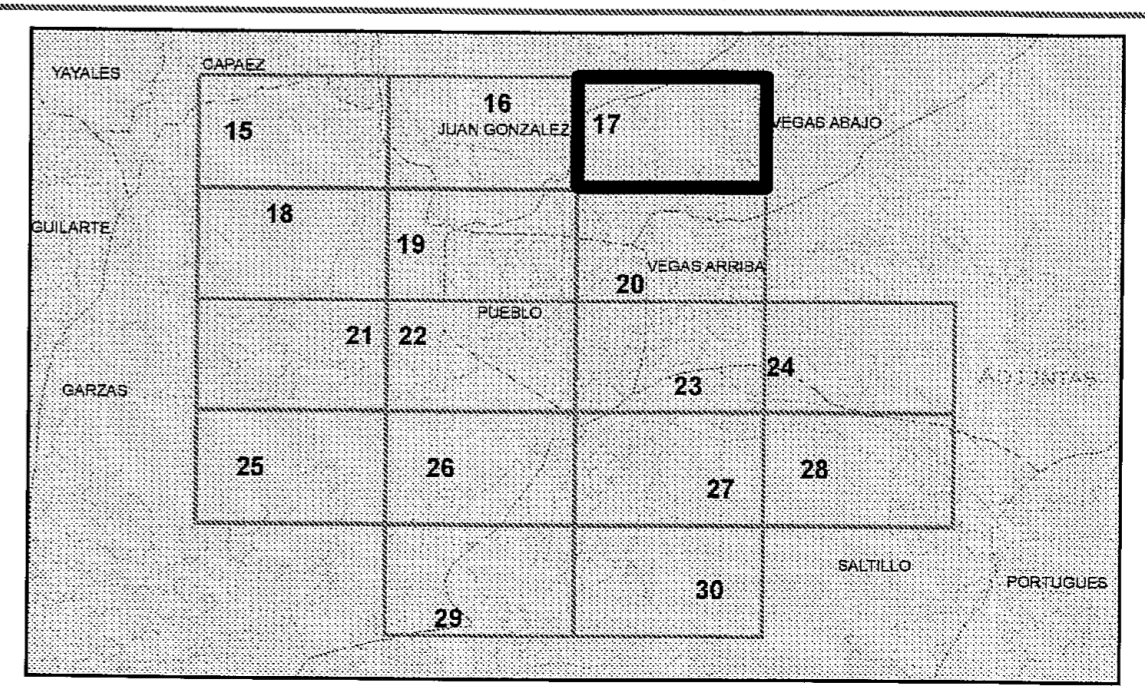 CAPAEZ
YAYALES
16
15
JUAN GONZALEZ
17
VEGAS ABAJO
18
GUILARTE
19
VEGAS ARRIBA
20
PUEBLO
21
22
24
ADJUNTAS
23
GARZAS
25
26
28
27
SALTILLO
PORTUGUES
30
29